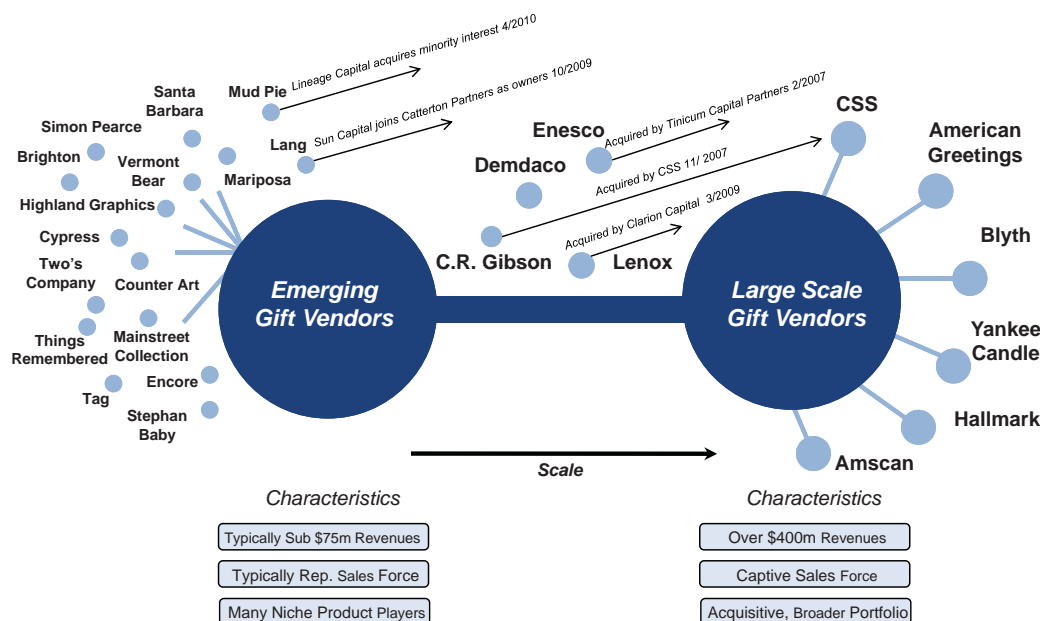 Lineage Capital acquires minority interest 4/2010
Mud Pie
Santa
Barbara
Sun Capital joins Catterton Partners as owners 10/2009
Lang
Simon Pearce
Brighton
Vermont
Bear
Mariposa
Highland Graphics
Cypress
Two's
Company
Counter Art
Things
Remembered
Mainstreet
Collection
Tag
Encore
Stephan
Baby
Emerging
Gift Vendors
Enesco
Acquired by Tinicum Capital Partners 2/2007
Demdaco
Acquired by CSS 11/ 2007
C.R. Gibson
Acquired by Clarion Capital 3/2009
Lenox
Large Scale
Gift Vendors
CSS
American
Greetings
Blyth
Yankee
Candle
Hallmark
Amscan
Scale
Characteristics
Typically Sub $75m Revenues
Typically Rep. Sales Force
Many Niche Product Players
Characteristics
Over $400m Revenues
Captive Sales Force
Acquisitive, Broader Portfolio